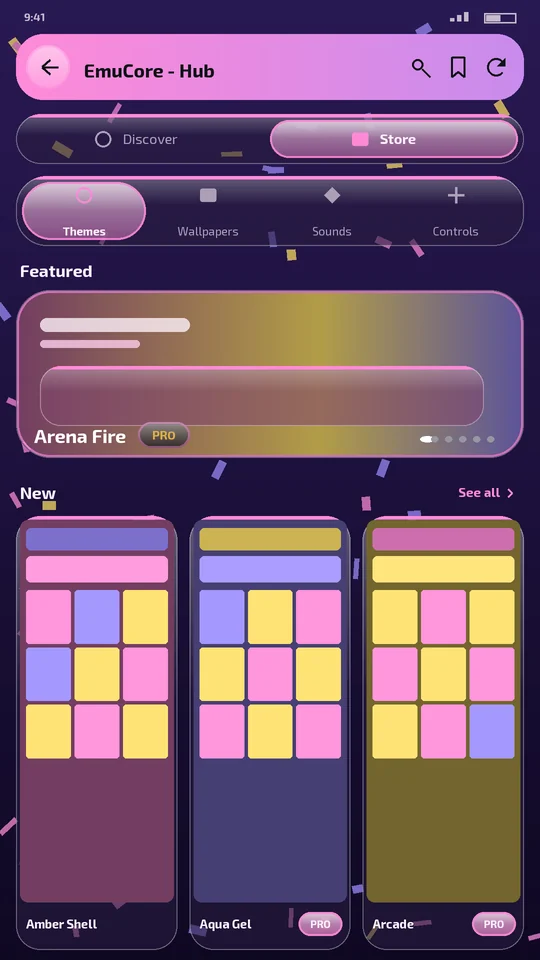 9:41
EmuCore - Hub
Discover
Store
Themes
Wallpapers
Sounds
Controls
Featured
Arena Fire
PRO
New
See all
Amber Shell
Aqua Gel
PRO
Arcade
PRO